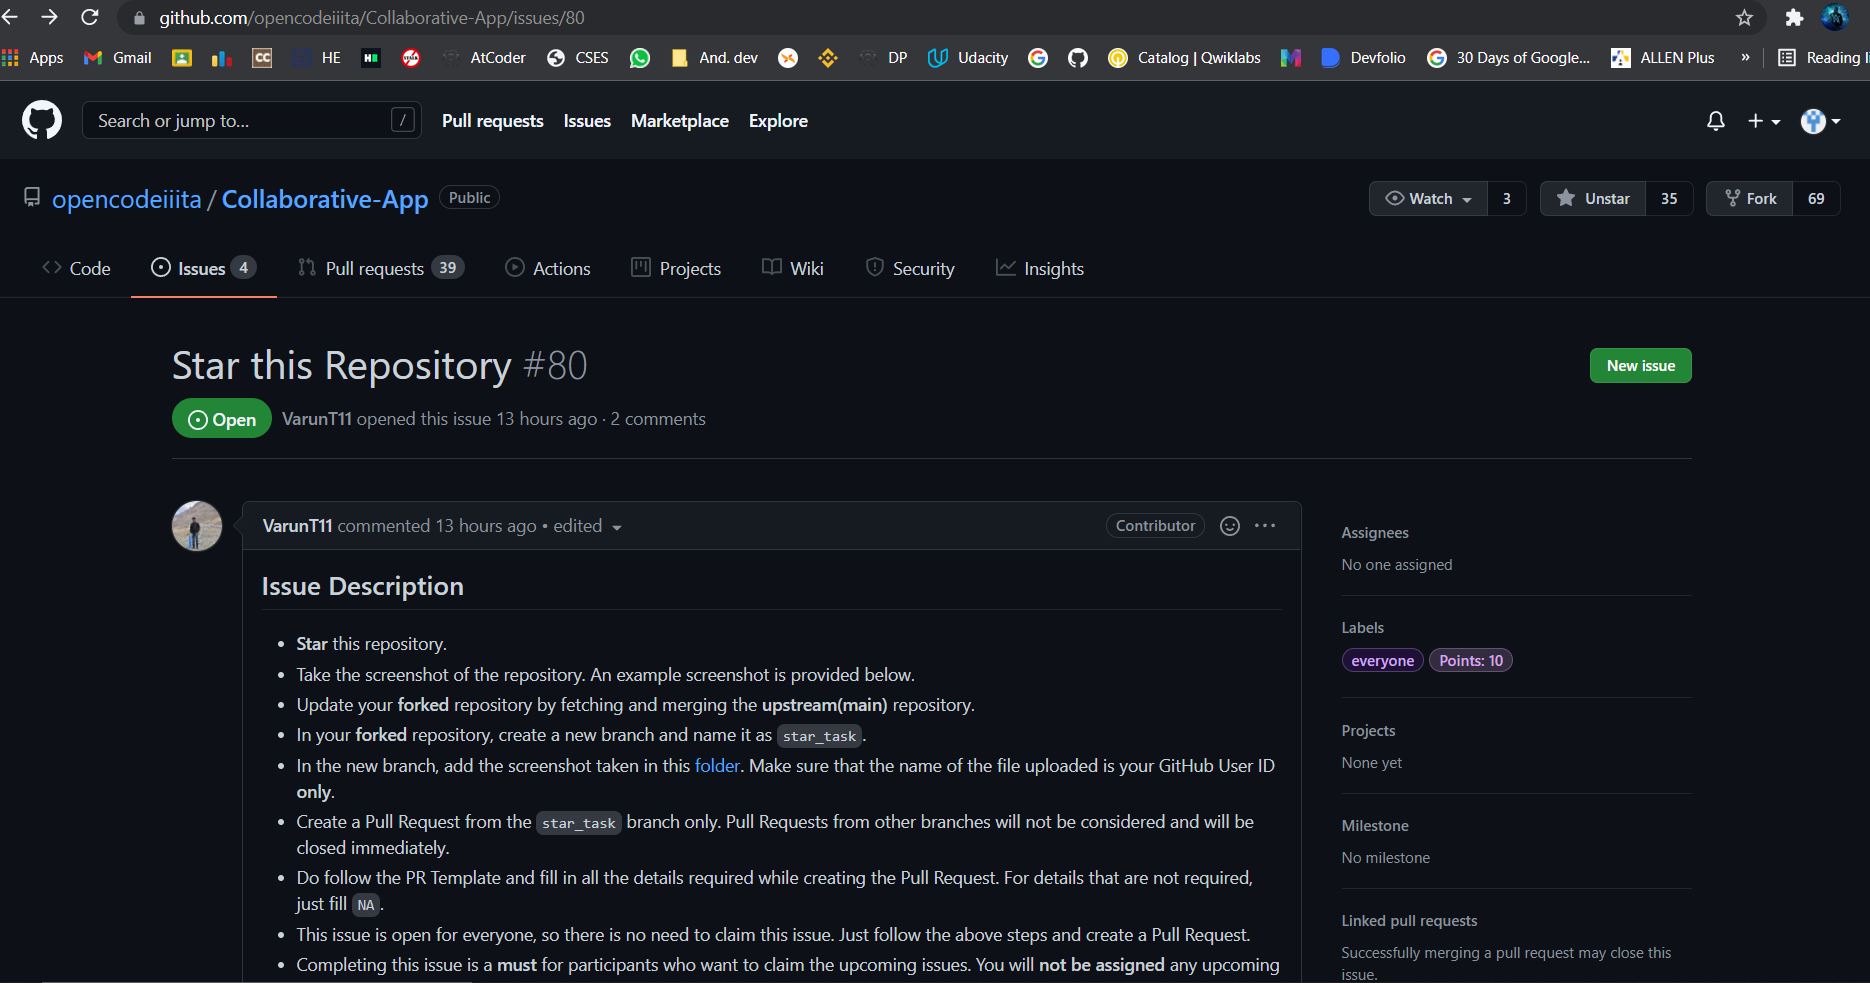 github.com/opencodeiiita/Collaborative-App/issues/80
Apps Gmail CC HE AtCoder CSES And. dev DP Udacity Catalog | Qwiklabs Devfolio 30 Days of Google... ALLEN Plus » Reading li
Search or jump to... / Pull requests Issues Marketplace Explore
opencodeiiita / Collaborative-App Public Watch 3 Unstar 35 Fork 69
Code Issues 4 Pull requests 39 Actions Projects Wiki Security Insights
Star this Repository #80 New issue
Open VarunT11 opened this issue 13 hours ago · 2 comments
VarunT11 commented 13 hours ago • edited Contributor
Issue Description
• Star this repository.
• Take the screenshot of the repository. An example screenshot is provided below.
• Update your forked repository by fetching and merging the upstream(main) repository.
• In your forked repository, create a new branch and name it as star_task.
• In the new branch, add the screenshot taken in this folder. Make sure that the name of the file uploaded is your GitHub User ID
only.
• Create a Pull Request from the star_task branch only. Pull Requests from other branches will not be considered and will be
closed immediately.
• Do follow the PR Template and fill in all the details required while creating the Pull Request. For details that are not required,
just fill NA.
• This issue is open for everyone, so there is no need to claim this issue. Just follow the above steps and create a Pull Request.
• Completing this issue is a must for participants who want to claim the upcoming issues. You will not be assigned any upcoming
Assignees
No one assigned
Labels
everyone Points: 10
Projects
None yet
Milestone
No milestone
Linked pull requests
Successfully merging a pull request may close this
issue.